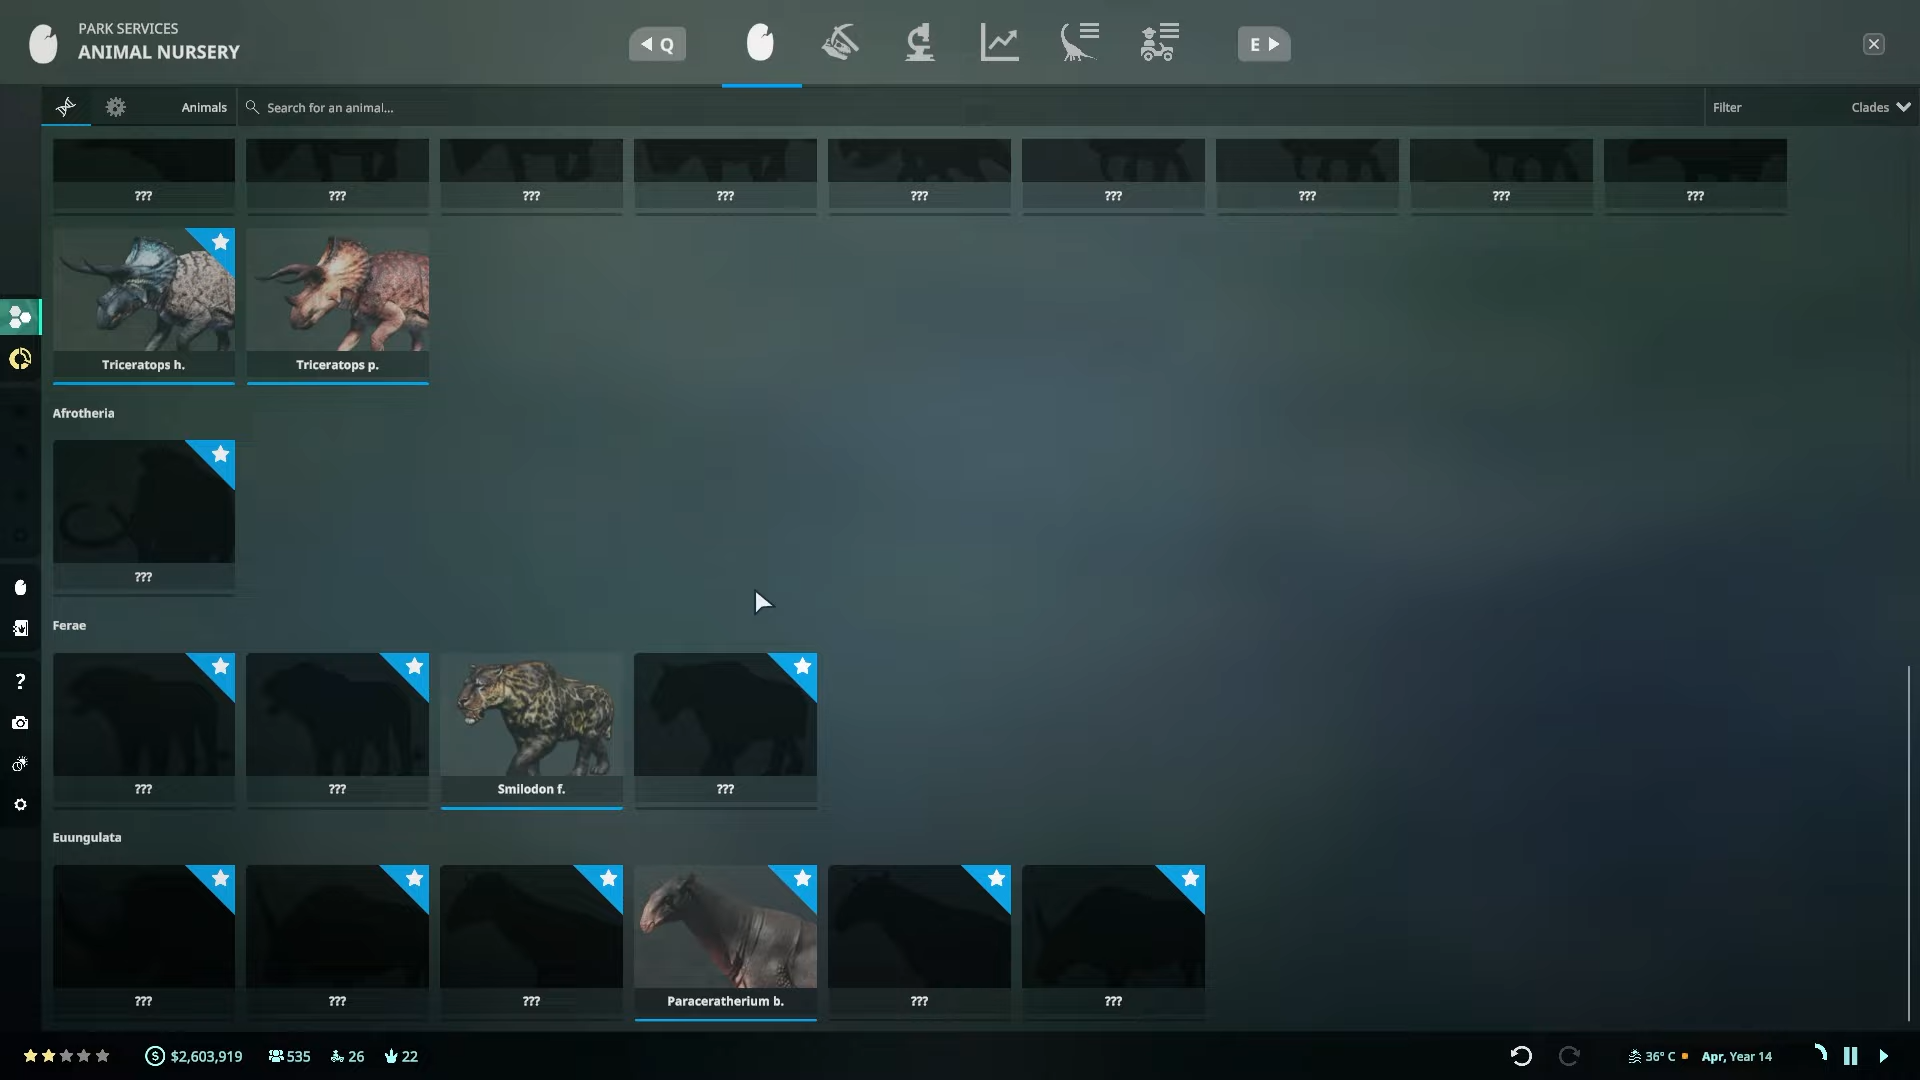 PARK SERVICES
ANIMAL NURSERY
Q
E
Animals
Search for an animal...
Filter
Clades
??? ??? ??? ??? ??? ??? ??? ??? ???
Triceratops h. Triceratops p.
Afrotheria
???
Ferae
??? ??? Smilodon f. ???
Euungulata
??? ??? ??? Paraceratherium b. ??? ???
$2,603,919 535 26 22
36° C Apr, Year 14